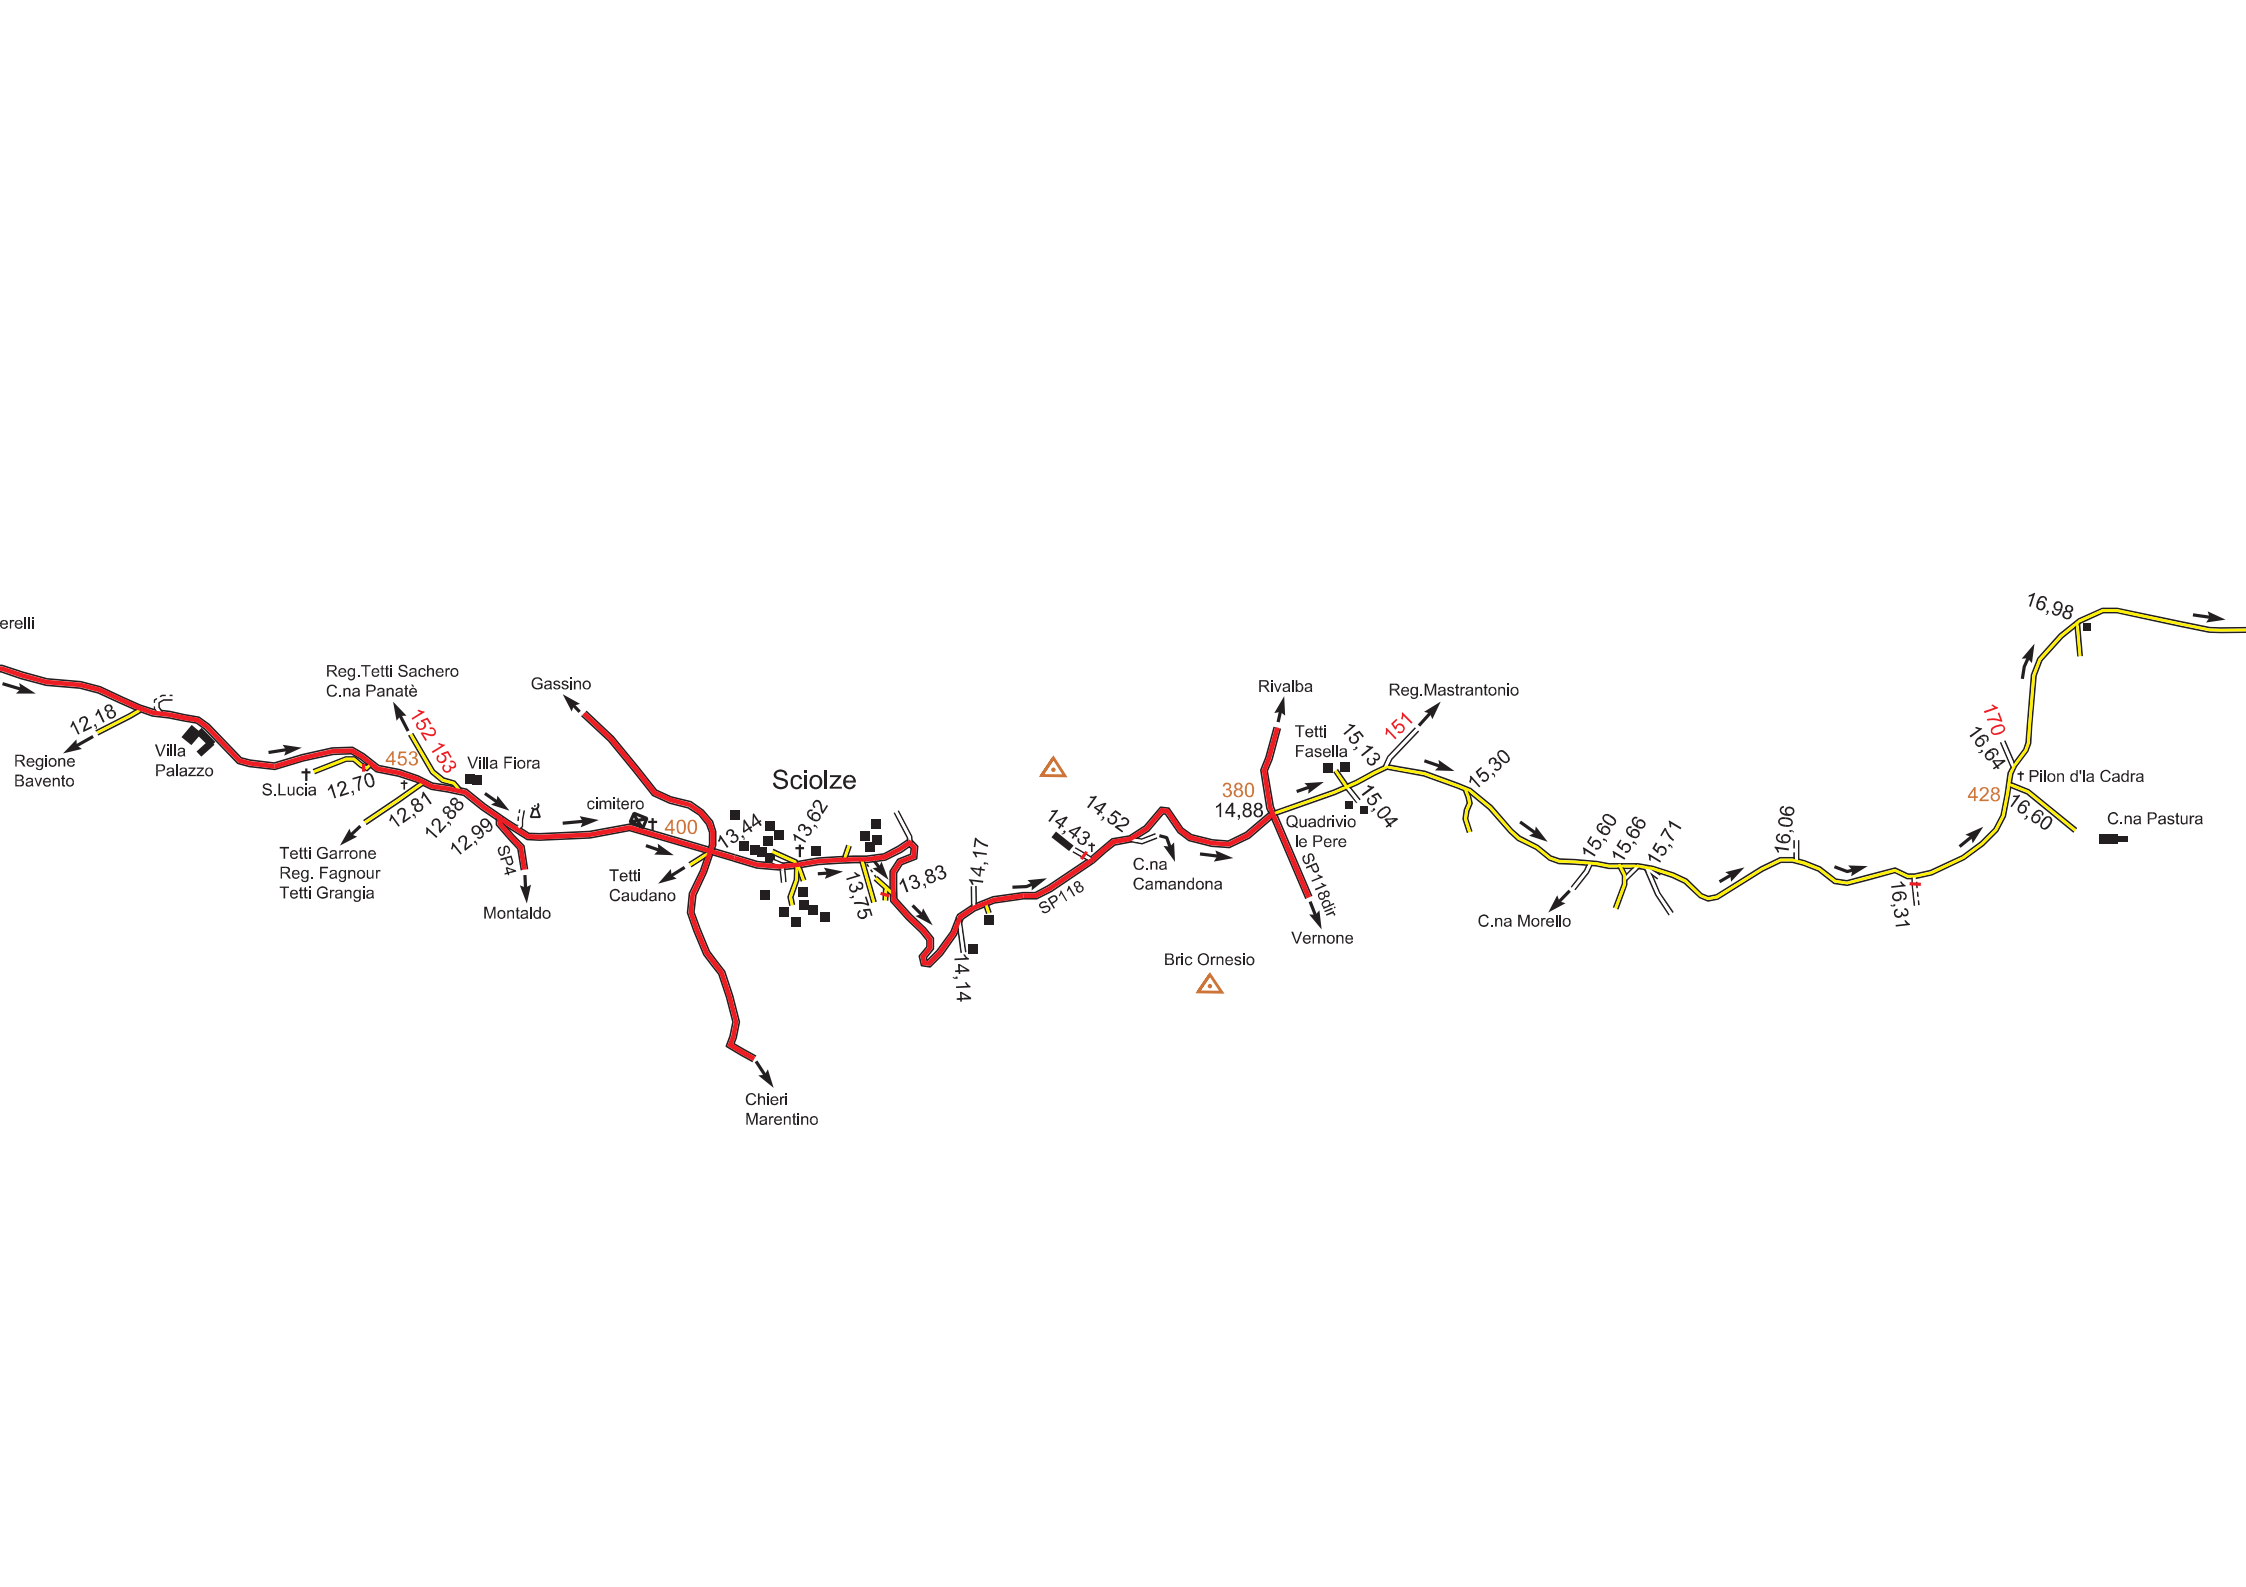 erelli
12,18
Regione
Bavento
Villa
Palazzo
Reg.Tetti Sachero
C.na Panatè
152 153
453
S.Lucia
12,70
Villa Fiora
12,81
12,88
12,99
SP4
Tetti Garrone
Reg. Fagnour
Tetti Grangia
Montaldo
Gassino
cimitero
400
13,44
Tetti
Caudano
Sciolze
13,62
13,75
13,83
Chieri
Marentino
14,14
14,17
SP118
14,43
14,52
C.na
Camandona
Bric Ornesio
Rivalba
380
14,88
Quadrivio
le Pere
SP118dir
Vernone
Tetti
Fasella
15,04
15,13
151
Reg.Mastrantonio
15,30
C.na Morello
15,60
15,66
15,71
16,06
16,31
170
16,64
Pilon d'la Cadra
428
16,60
C.na Pastura
16,98